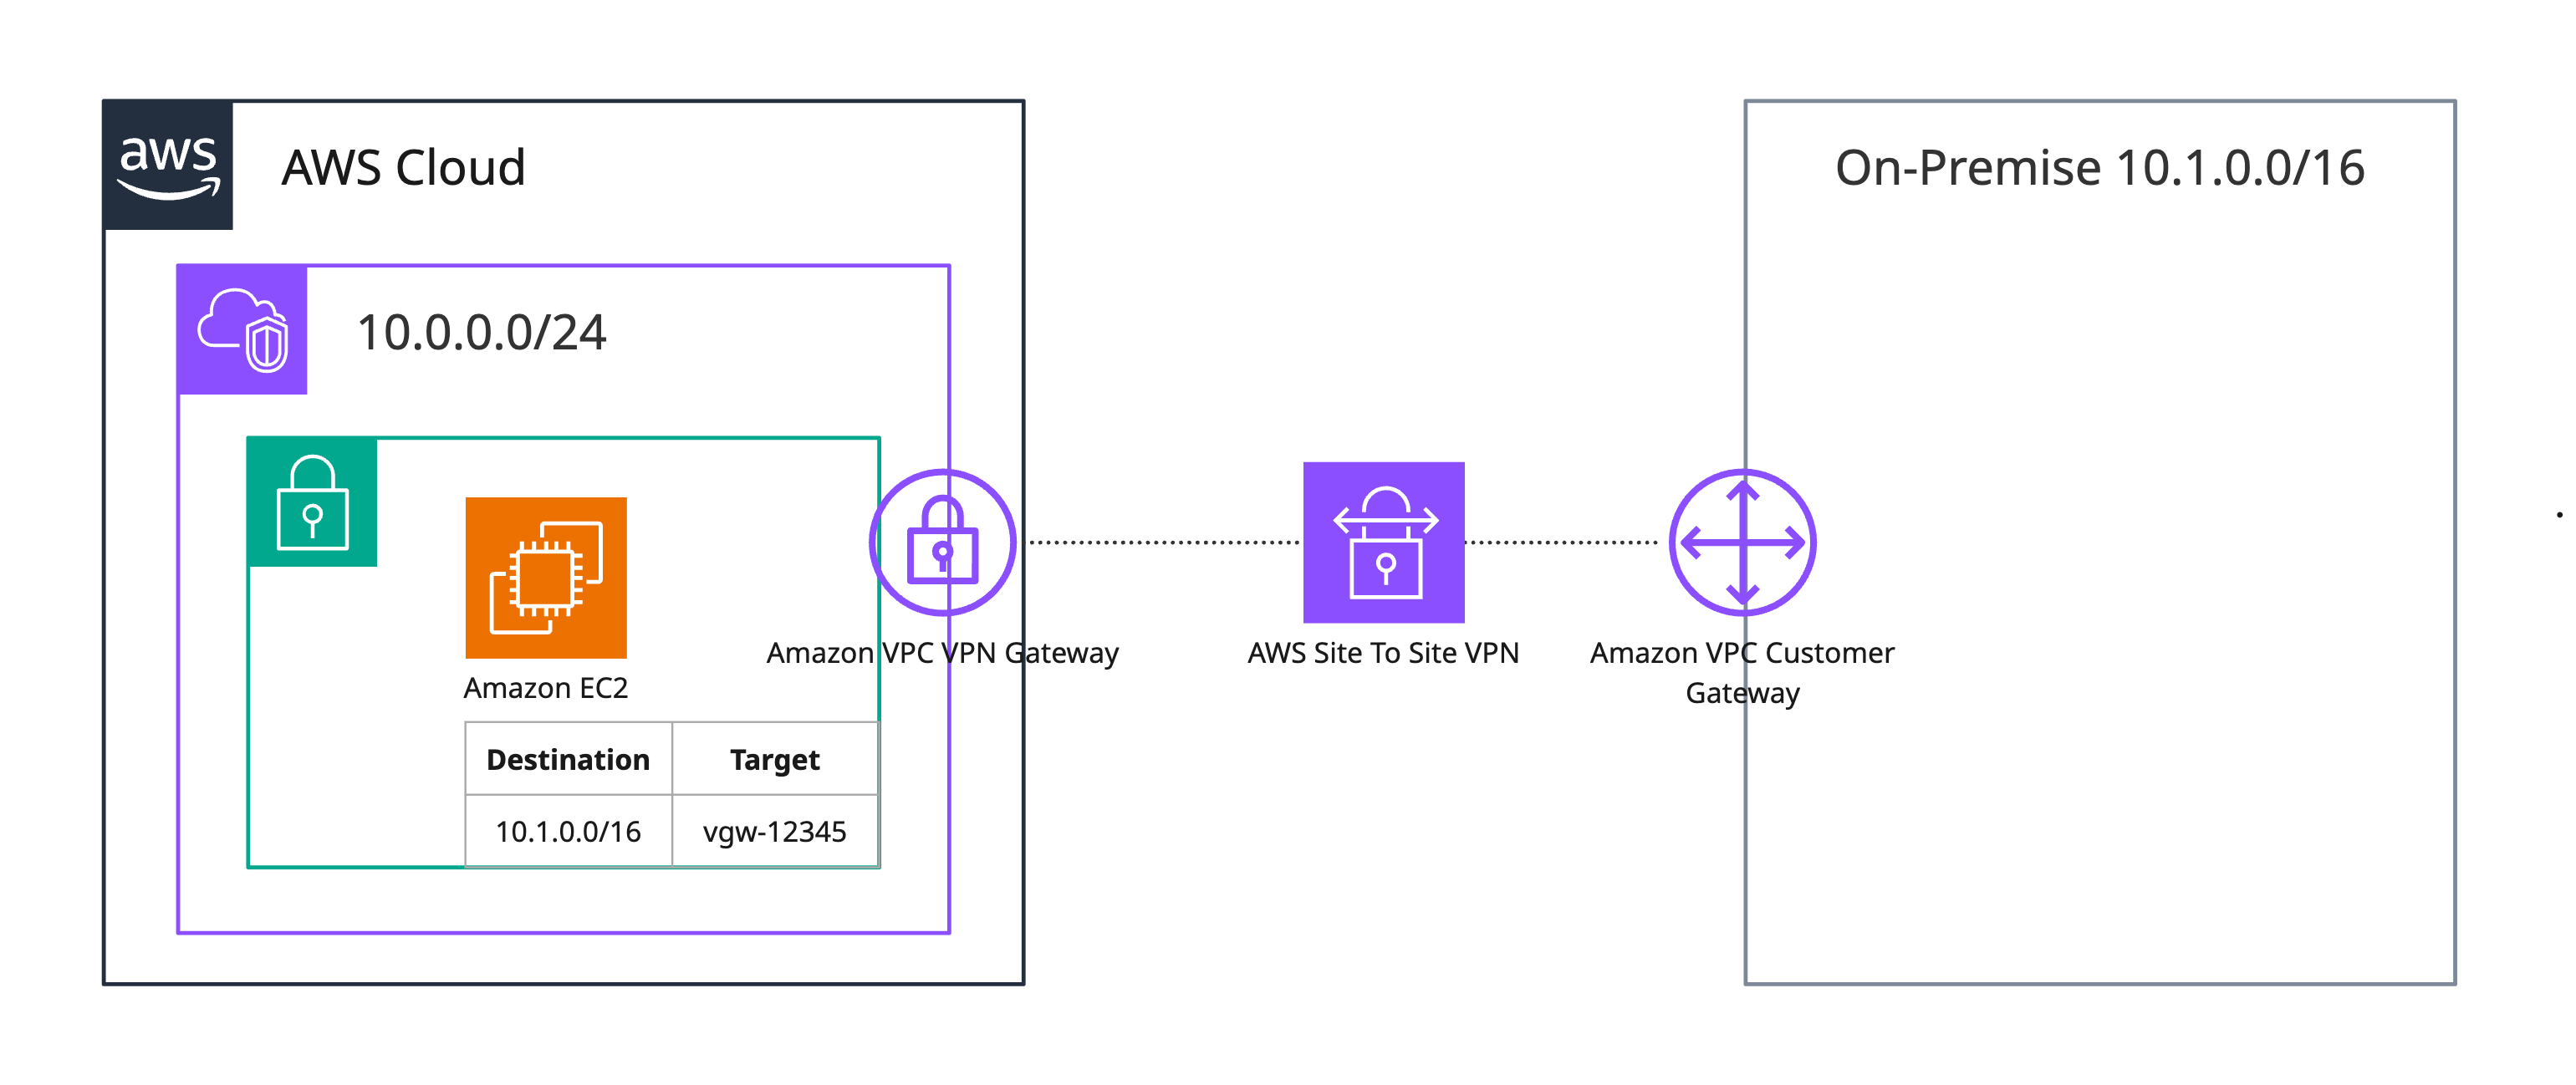 aws
AWS Cloud
On-Premise 10.1.0.0/16
10.0.0.0/24
Amazon VPC VPN Gateway
AWS Site To Site VPN
Amazon VPC Customer
Gateway
Amazon EC2
Destination Target
10.1.0.0/16 vgw-12345
.